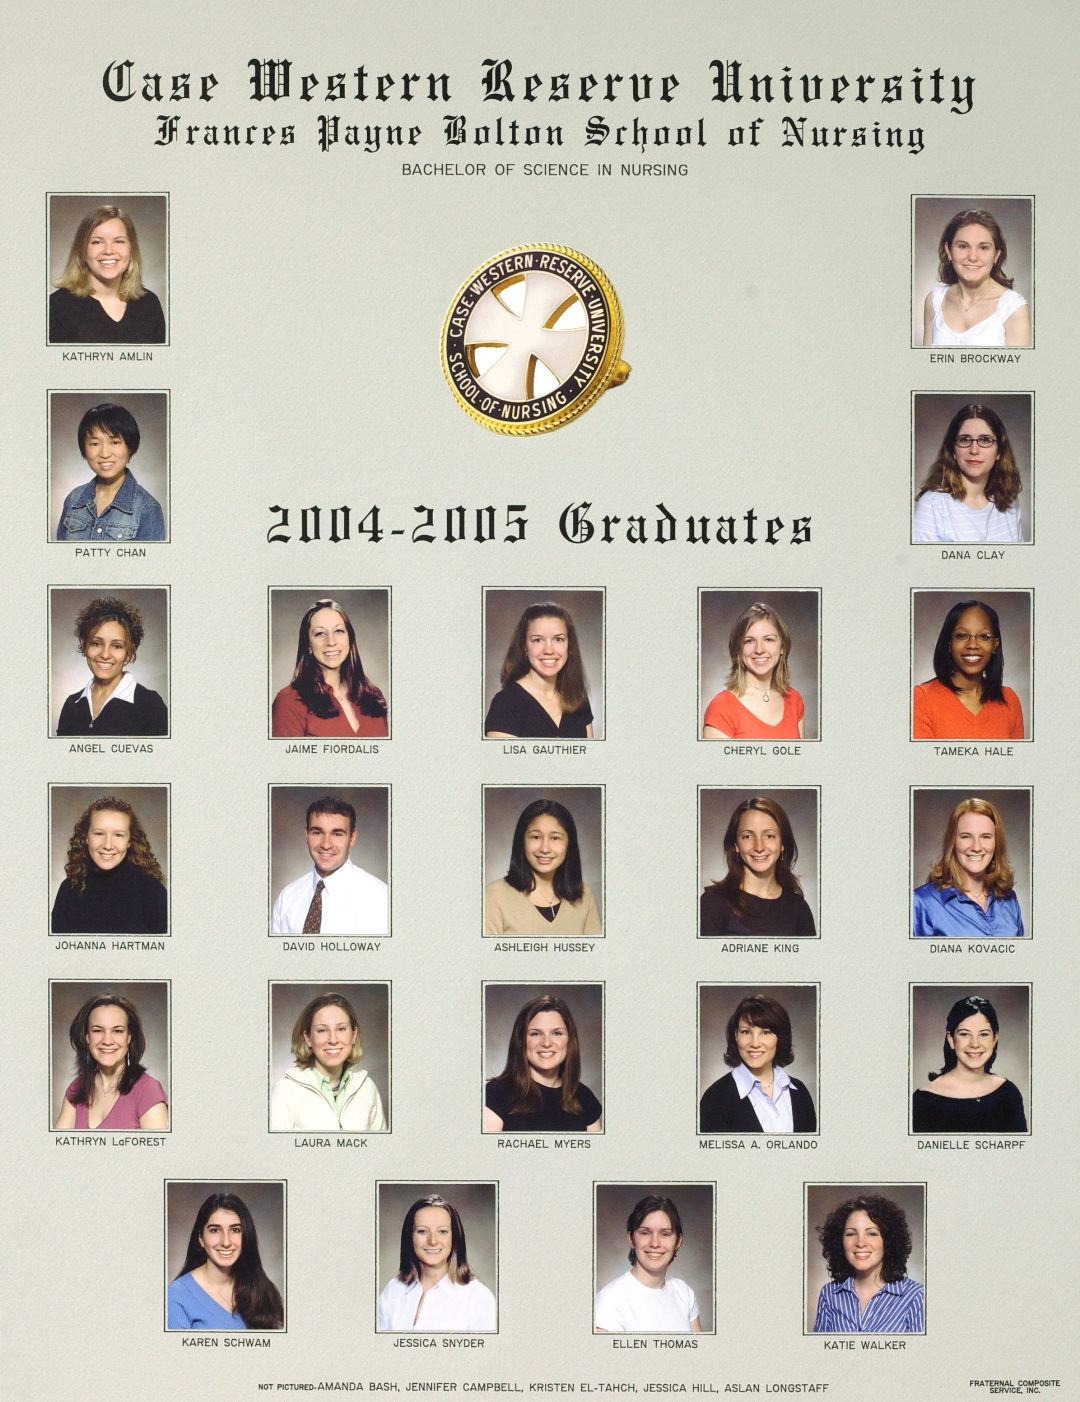 Case Western Reserve University
Frances Payne Bolton School of Nursing
BACHELOR OF SCIENCE IN NURSING
KATHRYN AMLIN
ERIN BROCKWAY
· CASE · WESTERN · RESERVE · UNIVERSITY ·
SCHOOL · OF · NURSING
PATTY CHAN
DANA CLAY
2004-2005 Graduates
ANGEL CUEVAS
JAIME FIORDALIS
LISA GAUTHIER
CHERYL GOLE
TAMEKA HALE
JOHANNA HARTMAN
DAVID HOLLOWAY
ASHLEIGH HUSSEY
ADRIANE KING
DIANA KOVACIC
KATHRYN LaFOREST
LAURA MACK
RACHAEL MYERS
MELISSA A. ORLANDO
DANIELLE SCHARPF
KAREN SCHWAM
JESSICA SNYDER
ELLEN THOMAS
KATIE WALKER
NOT PICTURED-AMANDA BASH, JENNIFER CAMPBELL, KRISTEN EL-TAHCH, JESSICA HILL, ASLAN LONGSTAFF
FRATERNAL COMPOSITE
SERVICE, INC.